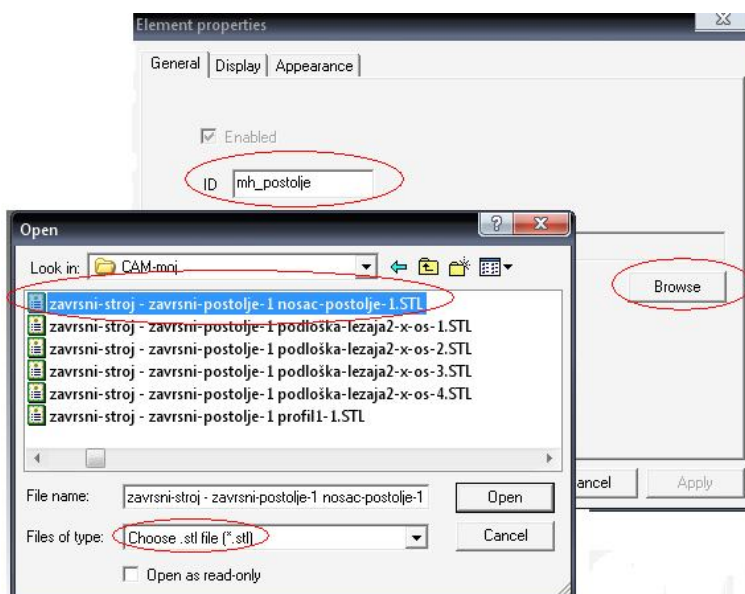 Element properties
General Display Appearance
Enabled
ID mh_postolje
Browse
Open
Look in: CAM-moj
zavrsni-stroj - zavrsni-postolje-1 nosac-postolje-1.STL
zavrsni-stroj - zavrsni-postolje-1 podloška-lezaja2-x-os-1.STL
zavrsni-stroj - zavrsni-postolje-1 podloška-lezaja2-x-os-2.STL
zavrsni-stroj - zavrsni-postolje-1 podloška-lezaja2-x-os-3.STL
zavrsni-stroj - zavrsni-postolje-1 podloška-lezaja2-x-os-4.STL
zavrsni-stroj - zavrsni-postolje-1 profil1-1.STL
ancel Apply
File name: zavrsni-stroj - zavrsni-postolje-1 nosac-postolje-1 Open
Files of type: Choose .stl file (*.stl) Cancel
Open as read-only